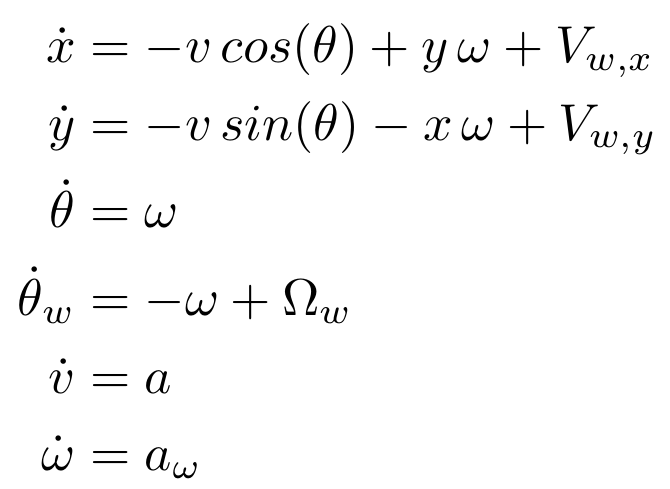 ẋ = −v cos(θ) + y ω + V_{w,x}
ẏ = −v sin(θ) − x ω + V_{w,y}
θ̇ = ω
θ̇_w = −ω + Ω_w
v̇ = a
ω̇ = a_ω